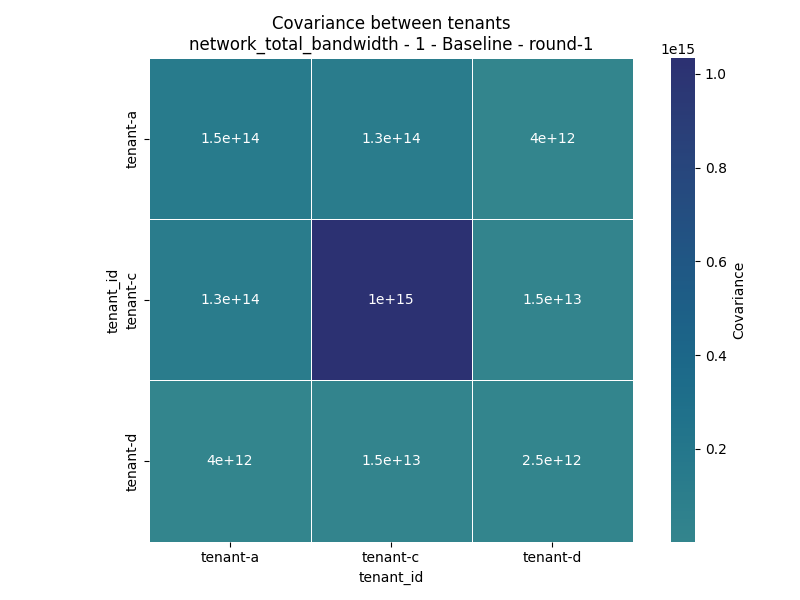 Covariance between tenants
network_total_bandwidth - 1 - Baseline - round-1
1e15
tenant-a
1.5e+14
1.3e+14
4e+12
tenant-c
1.3e+14
1e+15
1.5e+13
tenant-d
4e+12
1.5e+13
2.5e+12
tenant_id
tenant-a
tenant-c
tenant-d
tenant_id
1.0
0.8
0.6
0.4
0.2
Covariance